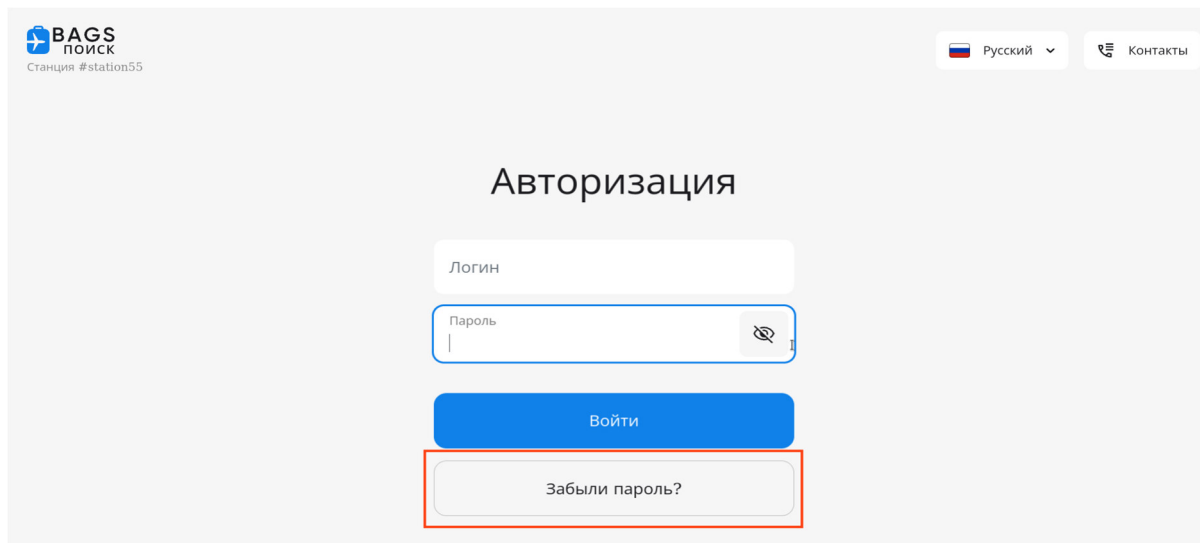 BAGS
ПОИСК
Станция #station55
Русский
Контакты
Авторизация
Логин
Пароль
Войти
Забыли пароль?